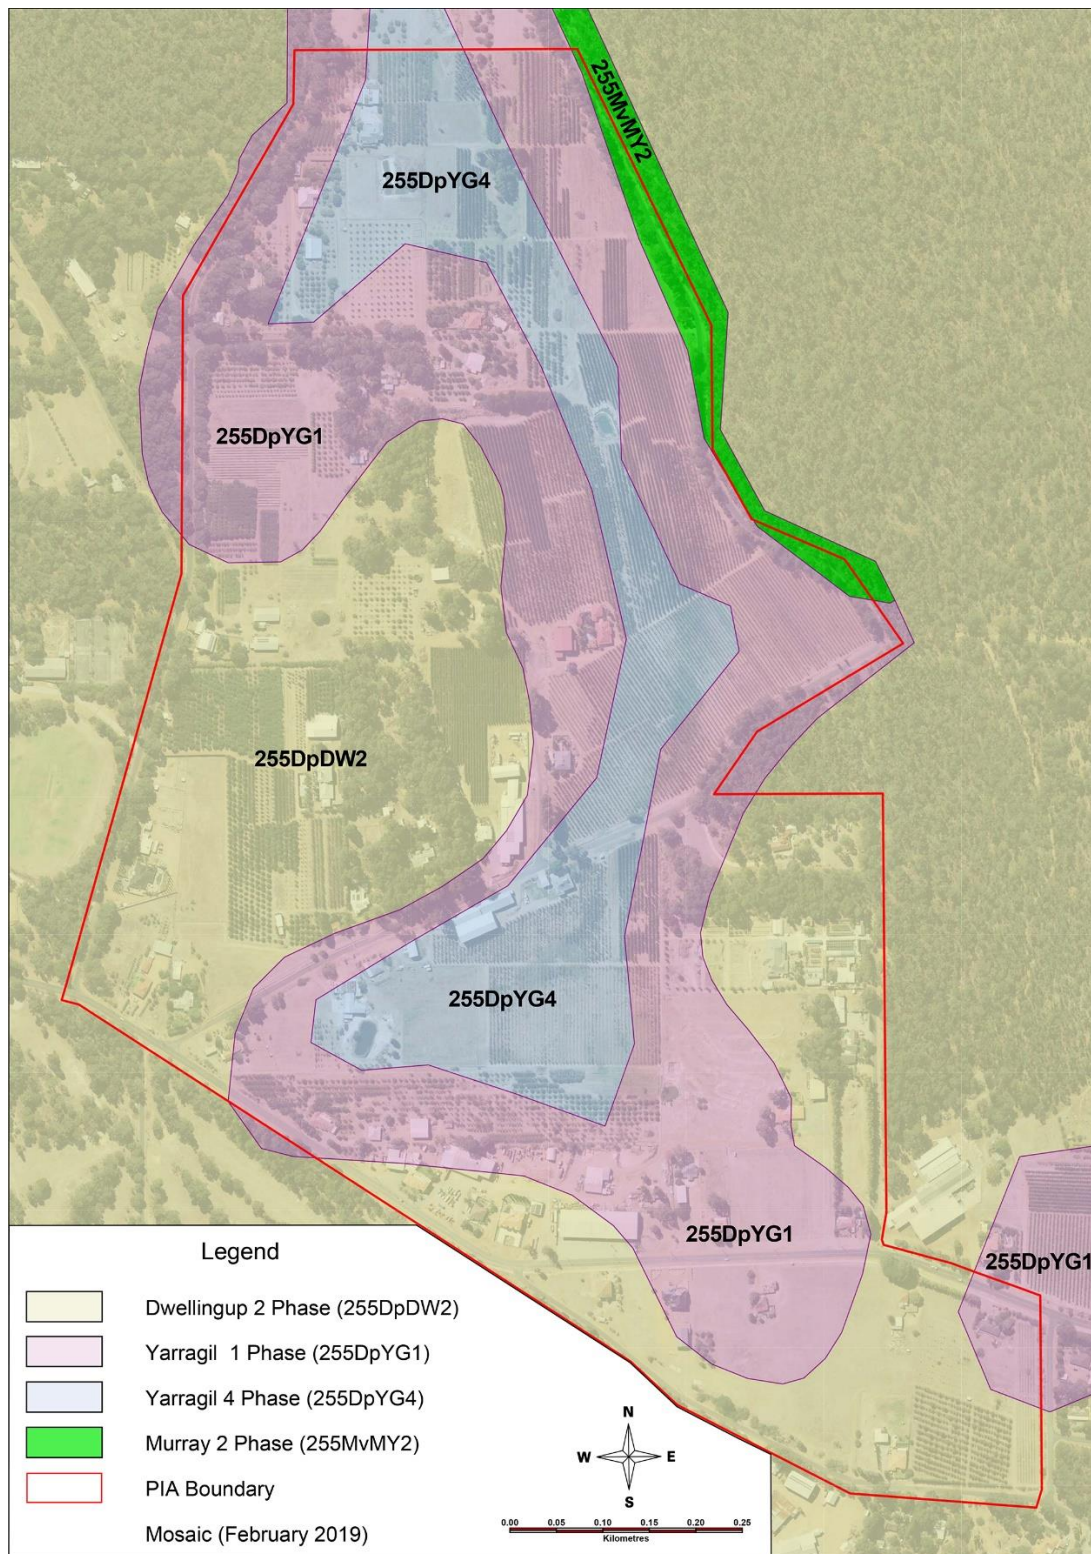 255MvMY2
255DpYG4
255DpYG1
255DpDW2
255DpYG4
255DpYG1
255DpYG1
Legend
Dwellingup 2 Phase (255DpDW2)
Yarragil 1 Phase (255DpYG1)
Yarragil 4 Phase (255DpYG4)
Murray 2 Phase (255MvMY2)
PIA Boundary
Mosaic (February 2019)
N
W E
S
0.00 0.05 0.10 0.15 0.20 0.25
Kilometres